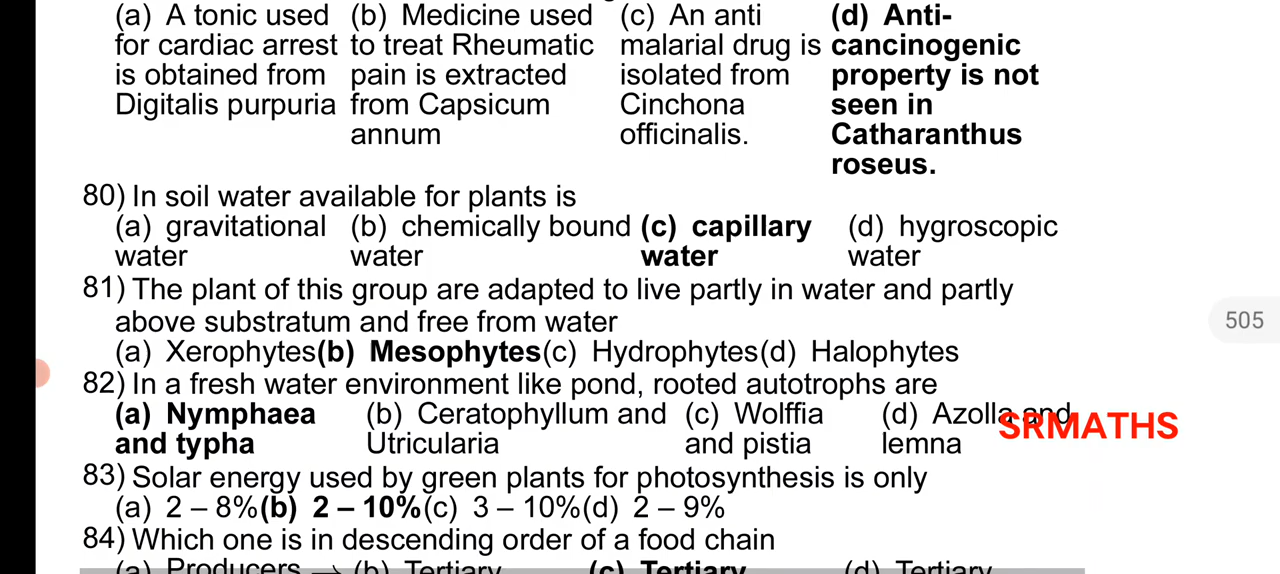 (a) A tonic used (b) Medicine used (c) An anti (d) Anti-
for cardiac arrest to treat Rheumatic malarial drug is cancinogenic
is obtained from pain is extracted isolated from property is not
Digitalis purpuria from Capsicum Cinchona seen in
annum officinalis. Catharanthus
roseus.
80) In soil water available for plants is
(a) gravitational (b) chemically bound (c) capillary (d) hygroscopic
water water water water
81) The plant of this group are adapted to live partly in water and partly
above substratum and free from water
505
(a) Xerophytes(b) Mesophytes(c) Hydrophytes(d) Halophytes
82) In a fresh water environment like pond, rooted autotrophs are
(a) Nymphaea (b) Ceratophyllum and (c) Wolffia (d) Azolla and
SRMATHS
and typha Utricularia and pistia lemna
83) Solar energy used by green plants for photosynthesis is only
(a) 2 – 8%(b) 2 – 10%(c) 3 – 10%(d) 2 – 9%
84) Which one is in descending order of a food chain
(a) Producers → (b) Tertiary (c) Tertiary (d) Tertiary